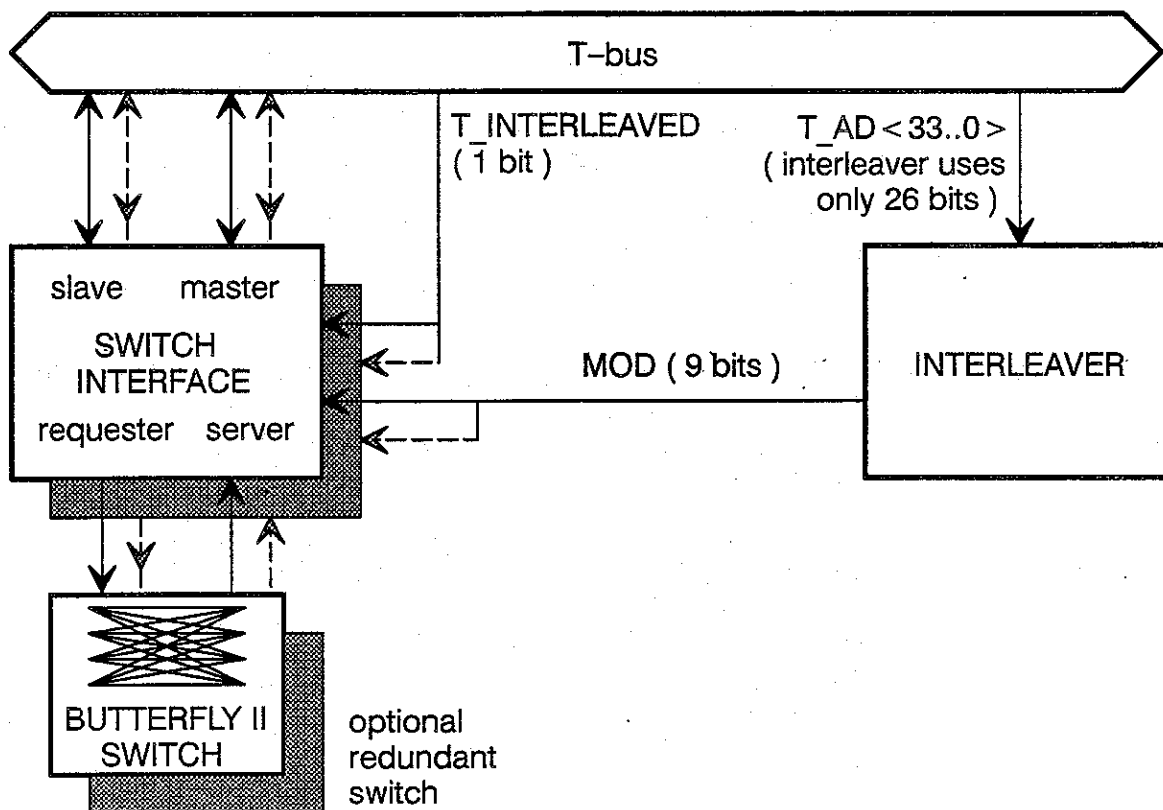 T-bus
T_INTERLEAVED
( 1 bit )
T_AD < 33..0 >
( interleaver uses
only 26 bits )
slave master
SWITCH
INTERFACE
requester server
MOD ( 9 bits )
INTERLEAVER
BUTTERFLY II
SWITCH
optional
redundant
switch